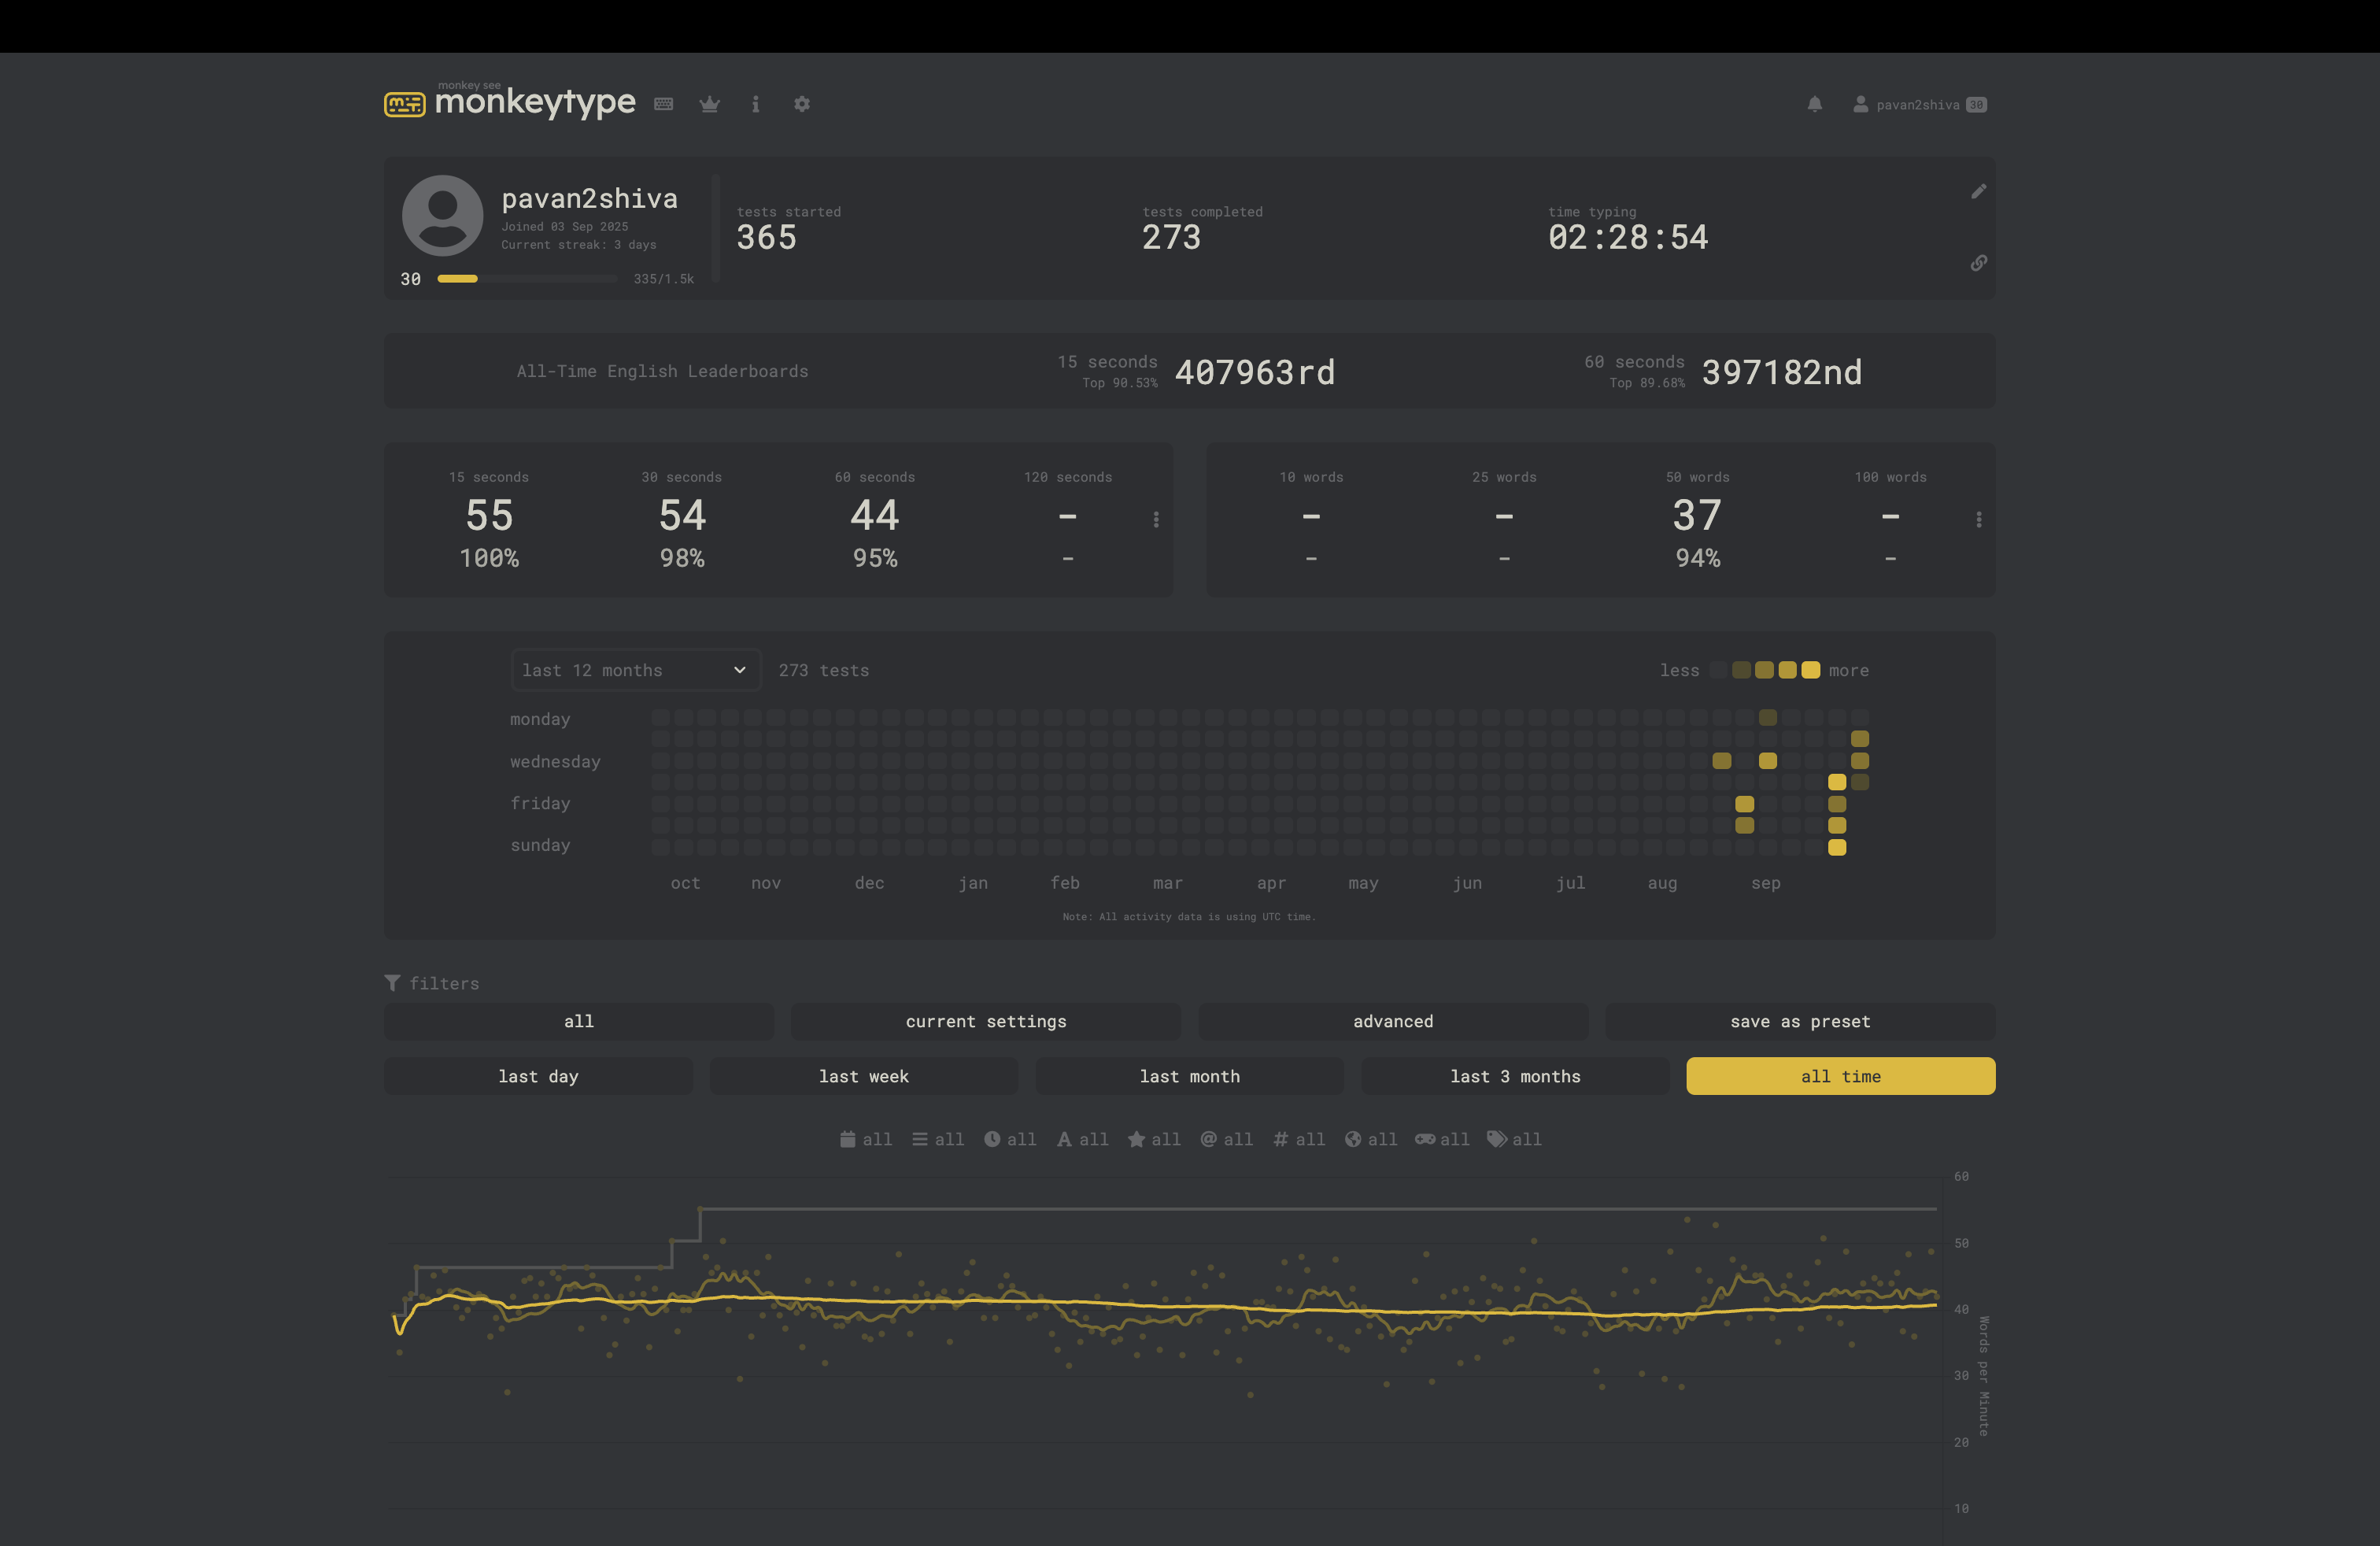 monkey see
monkeytype
pavan2shiva 30
pavan2shiva
Joined 03 Sep 2025
Current streak: 3 days
30 335/1.5k
tests started
365
tests completed
273
time typing
02:28:54
All-Time English Leaderboards
15 seconds
Top 90.53%
407963rd
60 seconds
Top 89.68%
397182nd
15 seconds
55
100%
30 seconds
54
98%
60 seconds
44
95%
120 seconds
-
-
10 words
-
-
25 words
-
-
50 words
37
94%
100 words
-
-
last 12 months
273 tests
less more
monday
wednesday
friday
sunday
oct nov dec jan feb mar apr may jun jul aug sep
Note: All activity data is using UTC time.
filters
all
current settings
advanced
save as preset
last day
last week
last month
last 3 months
all time
all all A all all @ all # all all all all
60
50
40
30
20
10
Words per Minute